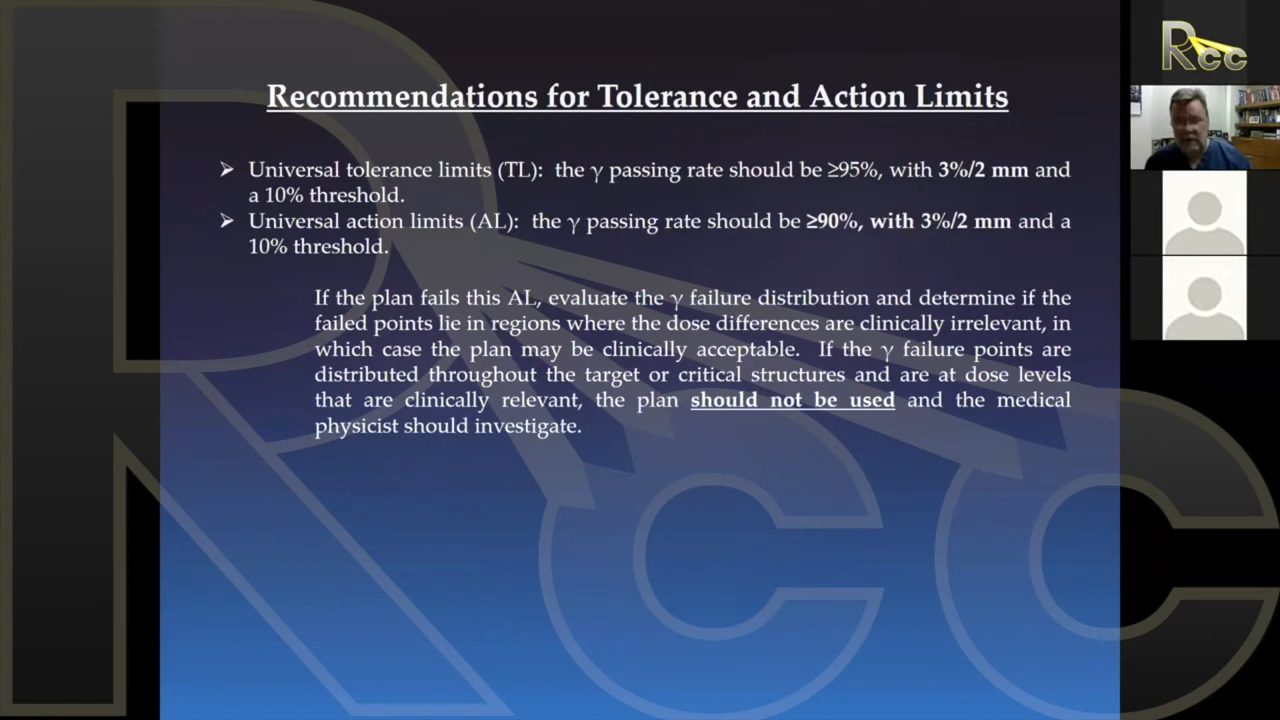 Recommendations for Tolerance and Action Limits
➢ Universal tolerance limits (TL): the γ passing rate should be ≥95%, with 3%/2 mm and
a 10% threshold.
➢ Universal action limits (AL): the γ passing rate should be ≥90%, with 3%/2 mm and a
10% threshold.
If the plan fails this AL, evaluate the γ failure distribution and determine if the
failed points lie in regions where the dose differences are clinically irrelevant, in
which case the plan may be clinically acceptable. If the γ failure points are
distributed throughout the target or critical structures and are at dose levels
that are clinically relevant, the plan should not be used and the medical
physicist should investigate.
Rcc
Rcc